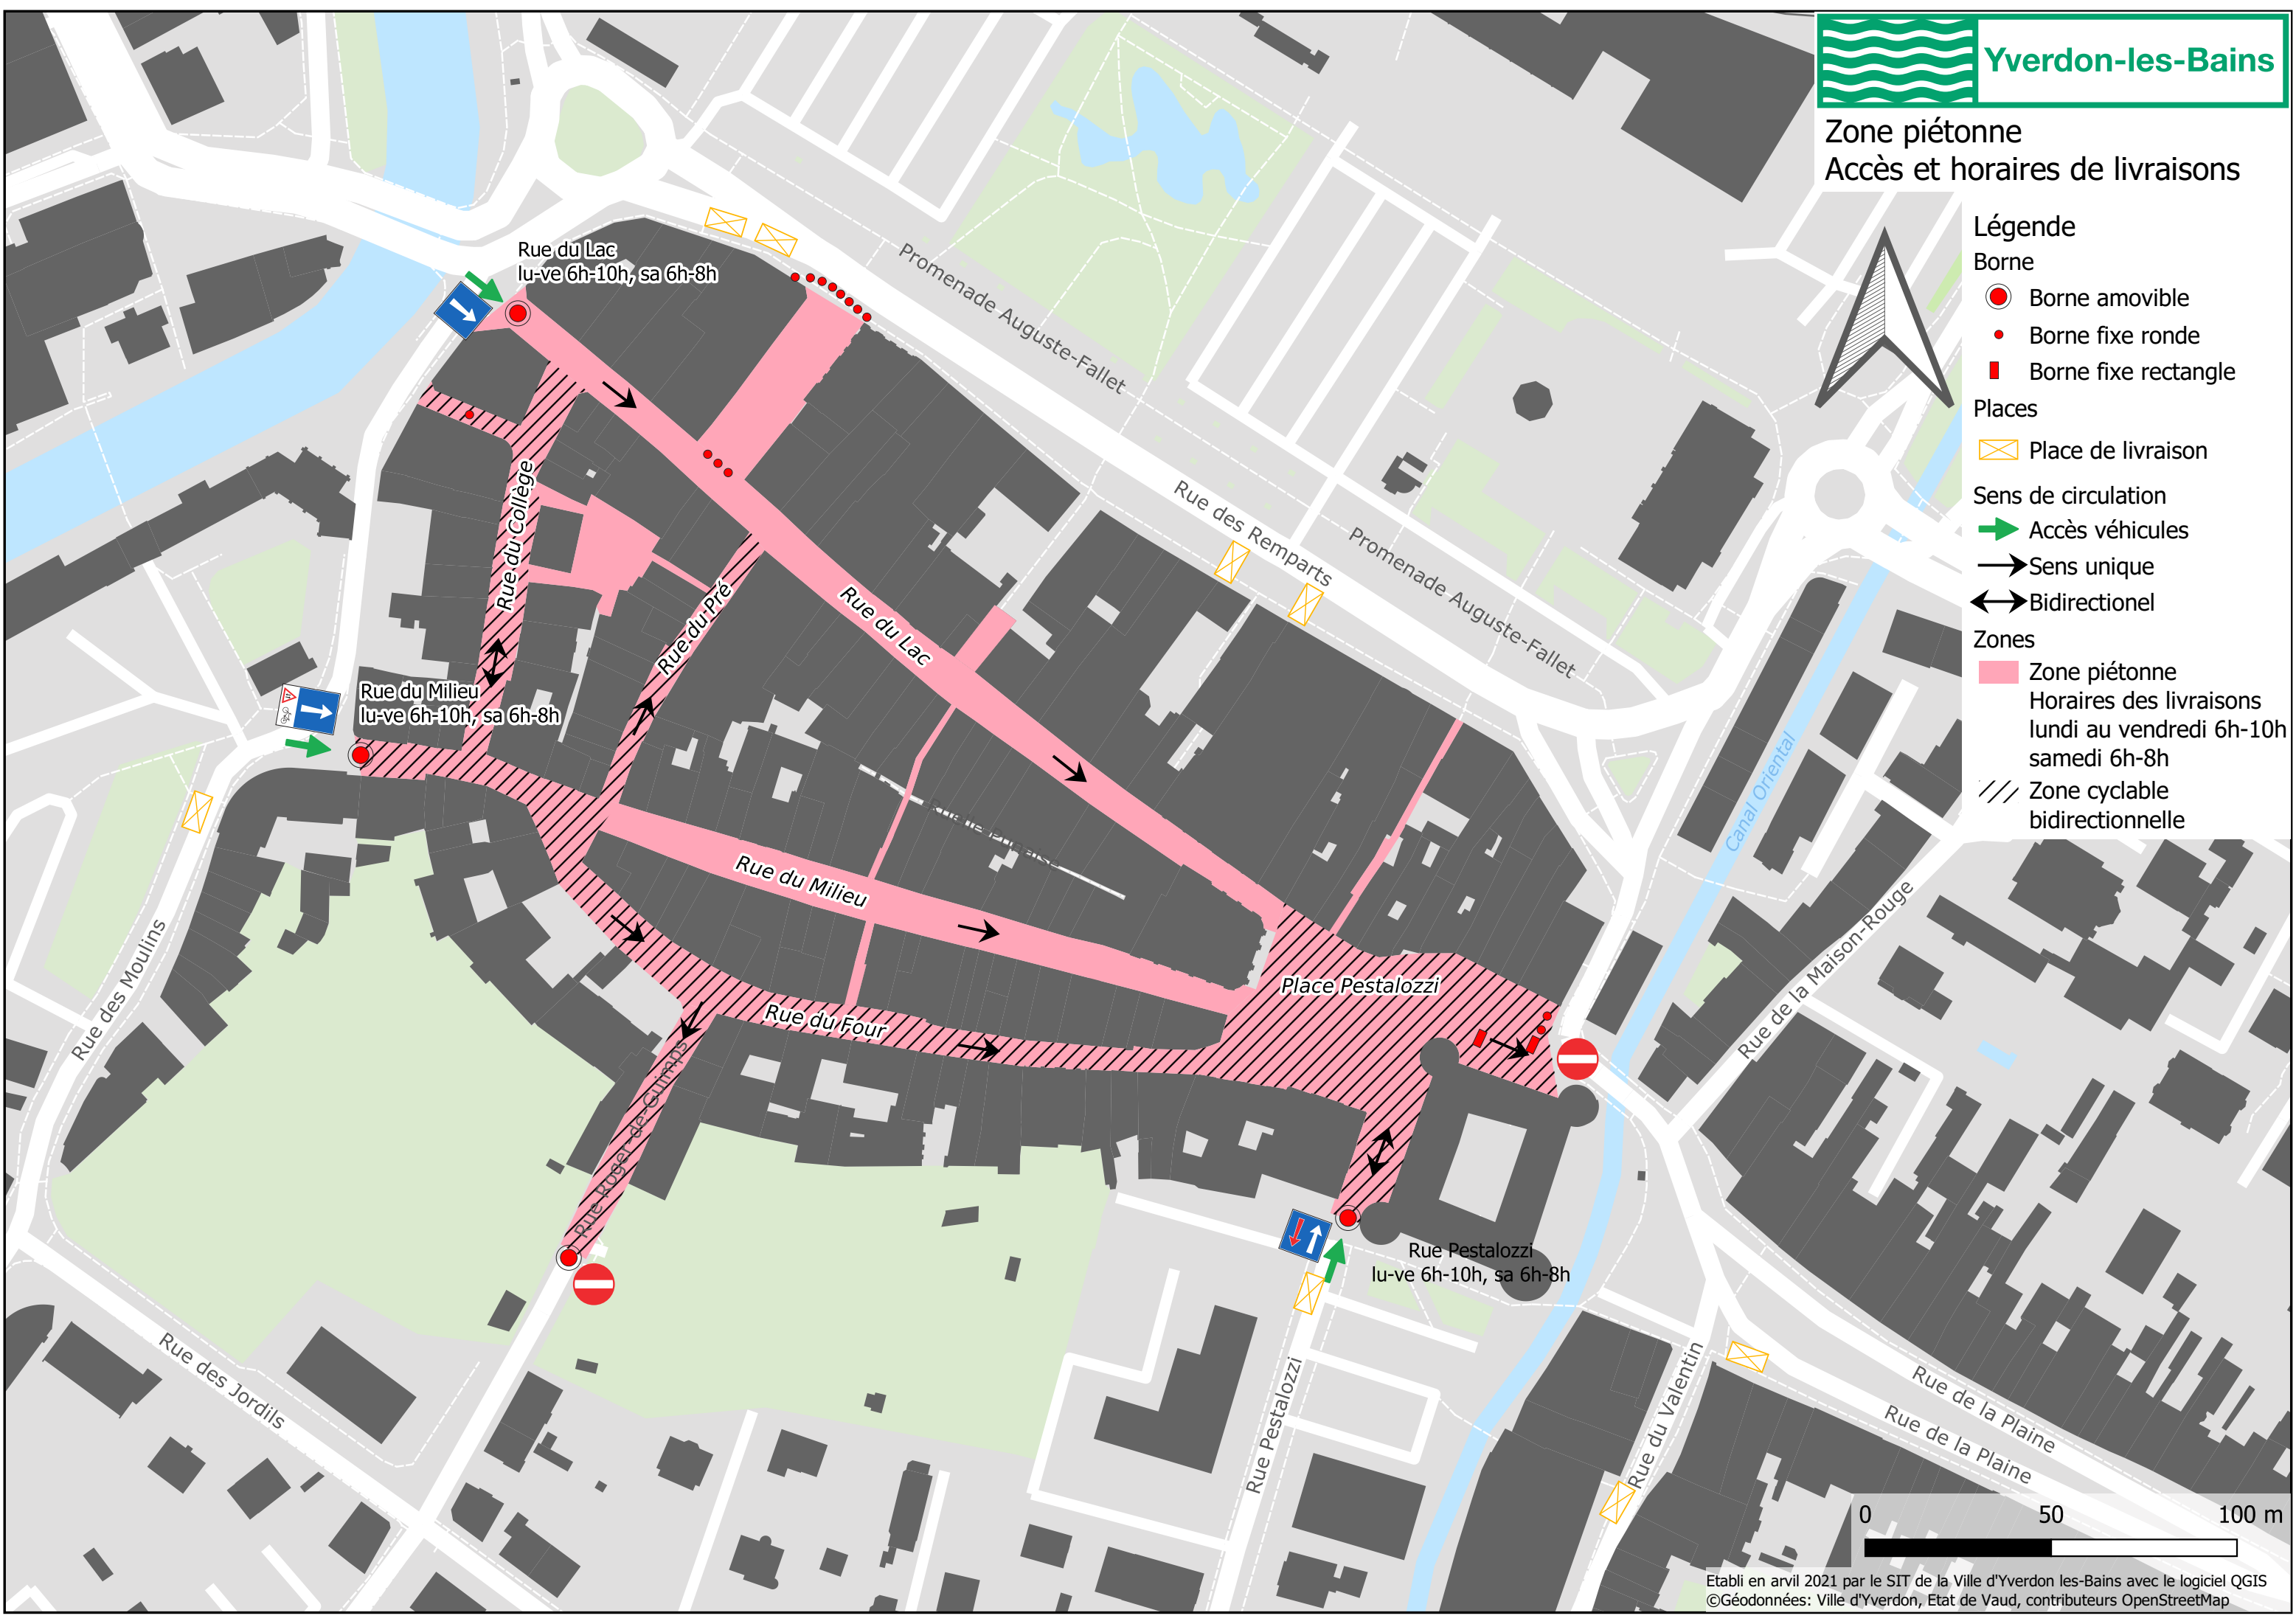 Yverdon-les-Bains
Zone piétonne
Accès et horaires de livraisons
Légende
Borne
Borne amovible
Borne fixe ronde
Borne fixe rectangle
Places
Place de livraison
Sens de circulation
Accès véhicules
Sens unique
Bidirectionel
Zones
Zone piétonne
Horaires des livraisons
lundi au vendredi 6h-10h
samedi 6h-8h
Zone cyclable
bidirectionnelle
Rue du Lac
lu-ve 6h-10h, sa 6h-8h
Promenade Auguste-Fallet
Rue des Remparts
Promenade Auguste-Fallet
Rue du Collège
Rue du Pré
Rue du Lac
Rue du Milieu
lu-ve 6h-10h, sa 6h-8h
Canal Oriental
Rue du Milieu
Rue des Moulins
Rue du Four
Place Pestalozzi
Rue de la Maison-Rouge
Rue Roger-de-Guimps
Rue Pestalozzi
lu-ve 6h-10h, sa 6h-8h
Rue des Jordils
Rue Pestalozzi
Rue du Valentin
Rue de la Plaine
Rue de la Plaine
0 50 100 m
Etabli en arvil 2021 par le SIT de la Ville d'Yverdon les-Bains avec le logiciel QGIS
©Géodonnées: Ville d'Yverdon, Etat de Vaud, contributeurs OpenStreetMap